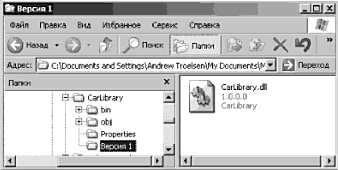 Версия 1
Файл Правка Вид Избранное Сервис Справка
Назад Поиск Папки
Адрес: C:\Documents and Settings\Andrew Troelsen\My Documents\M Переход
Папки
CarLibrary
bin
obj
Properties
Версия 1
CarLibrary.dll
1.0.0.0
CarLibrary